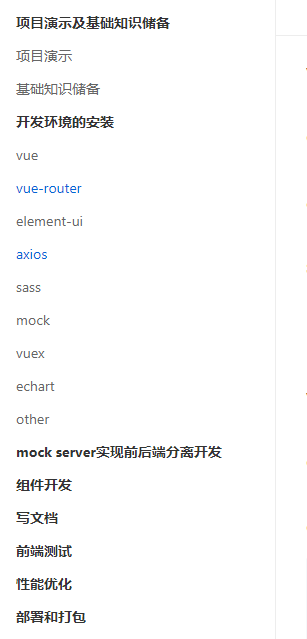 项目演示及基础知识储备
项目演示
基础知识储备
开发环境的安装
vue
vue-router
element-ui
axios
sass
mock
vuex
echart
other
mock server实现前后端分离开发
组件开发
写文档
前端测试
性能优化
部署和打包